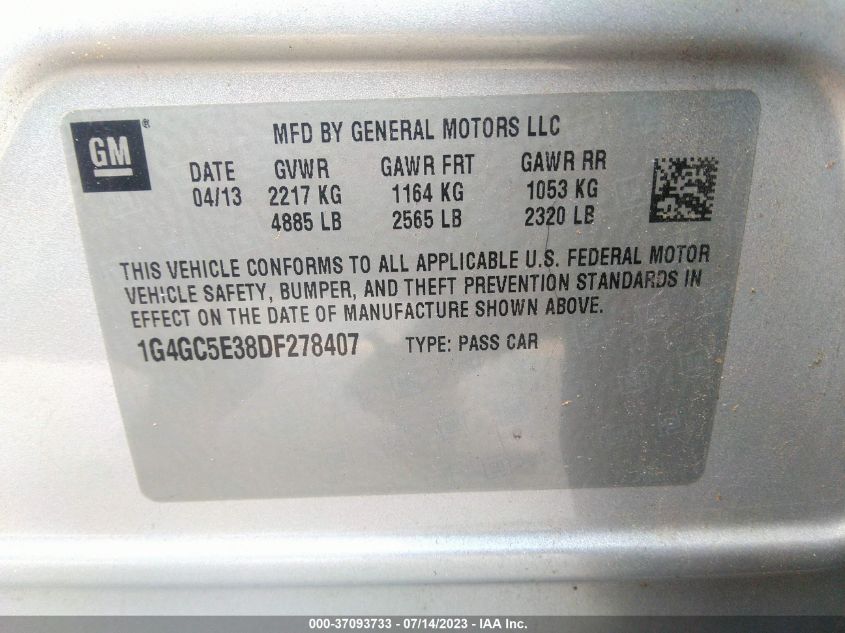 GM®
MFD BY GENERAL MOTORS LLC
DATE GVWR GAWR FRT GAWR RR
04/13 2217 KG 1164 KG 1053 KG
4885 LB 2565 LB 2320 LB
THIS VEHICLE CONFORMS TO ALL APPLICABLE U.S. FEDERAL MOTOR
VEHICLE SAFETY, BUMPER, AND THEFT PREVENTION STANDARDS IN
EFFECT ON THE DATE OF MANUFACTURE SHOWN ABOVE.
1G4GC5E38DF278407 TYPE: PASS CAR
000-37093733 - 07/14/2023 - IAA Inc.